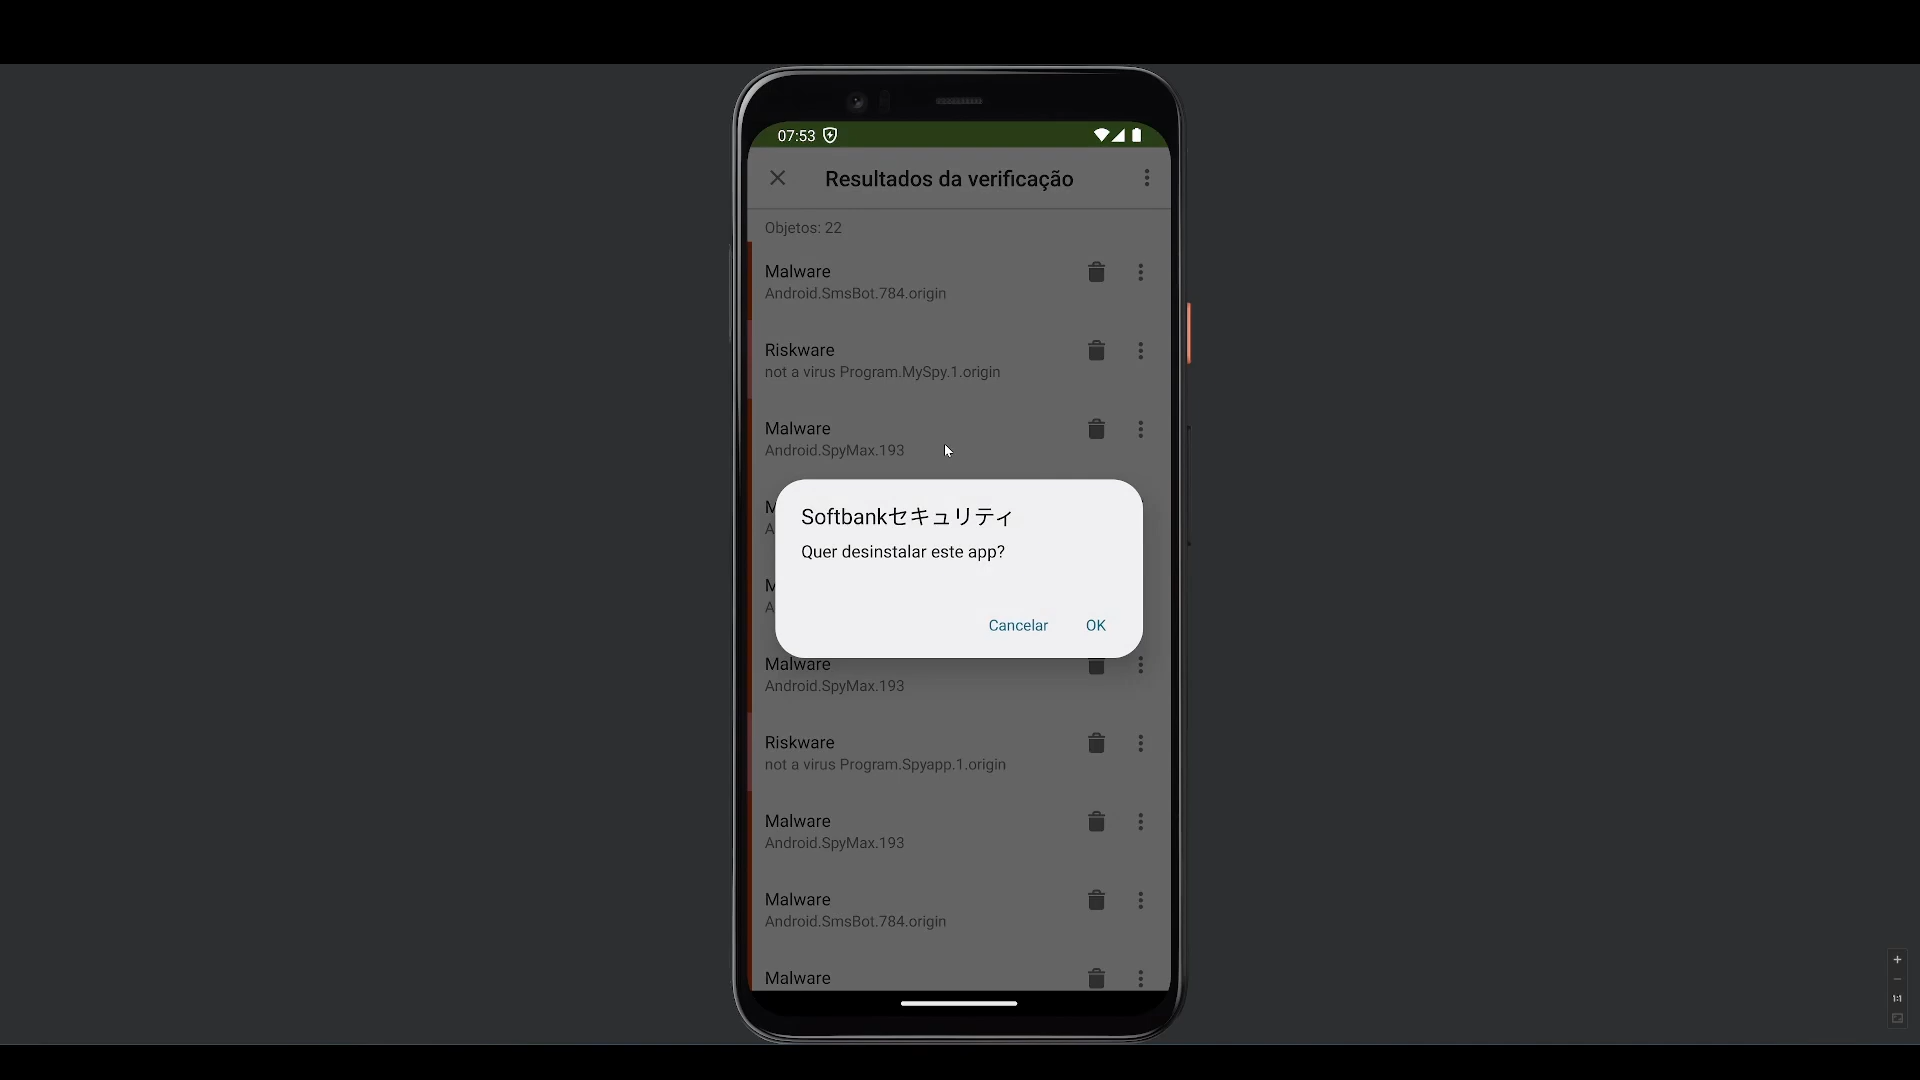 07:53
Resultados da verificação
Objetos: 22
Malware
Android.SmsBot.784.origin
Riskware
not a virus Program.MySpy.1.origin
Malware
Android.SpyMax.193
Softbankセキュリティ
Quer desinstalar este app?
Cancelar OK
Malware
Android.SpyMax.193
Riskware
not a virus Program.Spyapp.1.origin
Malware
Android.SpyMax.193
Malware
Android.SmsBot.784.origin
Malware
1:1